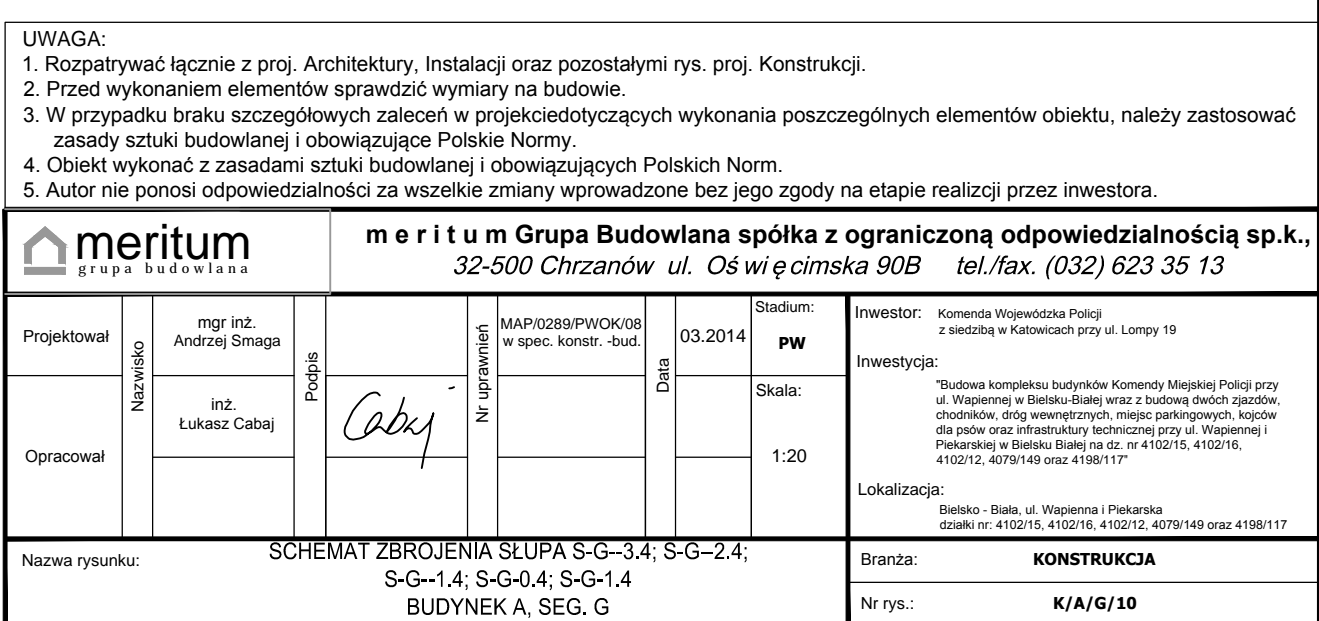 UWAGA:
1. Rozpatrywać łącznie z proj. Architektury, Instalacji oraz pozostałymi rys. proj. Konstrukcji.
2. Przed wykonaniem elementów sprawdzić wymiary na budowie.
3. W przypadku braku szczegółowych zaleceń w projekciedotyczących wykonania poszczególnych elementów obiektu, należy zastosować
zasady sztuki budowlanej i obowiązujące Polskie Normy.
4. Obiekt wykonać z zasadami sztuki budowlanej i obowiązujących Polskich Norm.
5. Autor nie ponosi odpowiedzialności za wszelkie zmiany wprowadzone bez jego zgody na etapie realizcji przez inwestora.
meritum
grupa budowlana
m e r i t u m Grupa Budowlana spółka z ograniczoną odpowiedzialnością sp.k.,
32-500 Chrzanów ul. Oświęcimska 90B tel./fax. (032) 623 35 13
Projektował
Nazwisko
mgr inż.
Andrzej Smaga
Podpis
Nr uprawnień
MAP/0289/PWOK/08
w spec. konstr. -bud.
Data
03.2014
Stadium:
PW
Opracował
inż.
Łukasz Cabaj
Cabaj
Skala:
1:20
Inwestor: Komenda Wojewódzka Policji
z siedzibą w Katowicach przy ul. Lompy 19
Inwestycja:
"Budowa kompleksu budynków Komendy Miejskiej Policji przy
ul. Wapiennej w Bielsku-Białej wraz z budową dwóch zjazdów,
chodników, dróg wewnętrznych, miejsc parkingowych, kojców
dla psów oraz infrastruktury technicznej przy ul. Wapiennej i
Piekarskiej w Bielsku Białej na dz. nr 4102/15, 4102/16,
4102/12, 4079/149 oraz 4198/117"
Lokalizacja:
Bielsko - Biała, ul. Wapienna i Piekarska
działki nr: 4102/15, 4102/16, 4102/12, 4079/149 oraz 4198/117
Nazwa rysunku:
SCHEMAT ZBROJENIA SŁUPA S-G--3.4; S-G--2.4;
S-G--1.4; S-G-0.4; S-G-1.4
BUDYNEK A, SEG. G
Branża: KONSTRUKCJA
Nr rys.: K/A/G/10